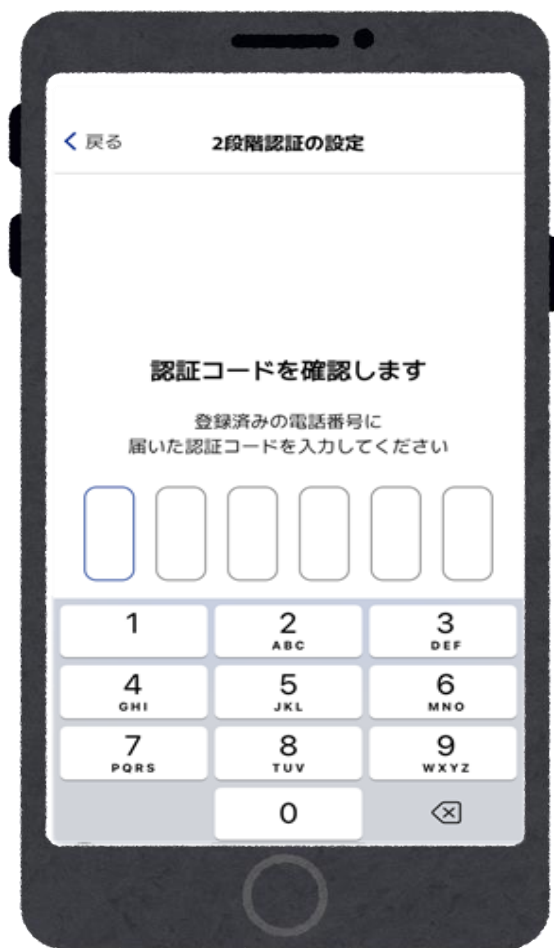 戻る
2段階認証の設定
認証コードを確認します
登録済みの電話番号に
届いた認証コードを入力してください
1
2
ABC
3
DEF
4
GHI
5
JKL
6
MNO
7
PQRS
8
TUV
9
WXYZ
0